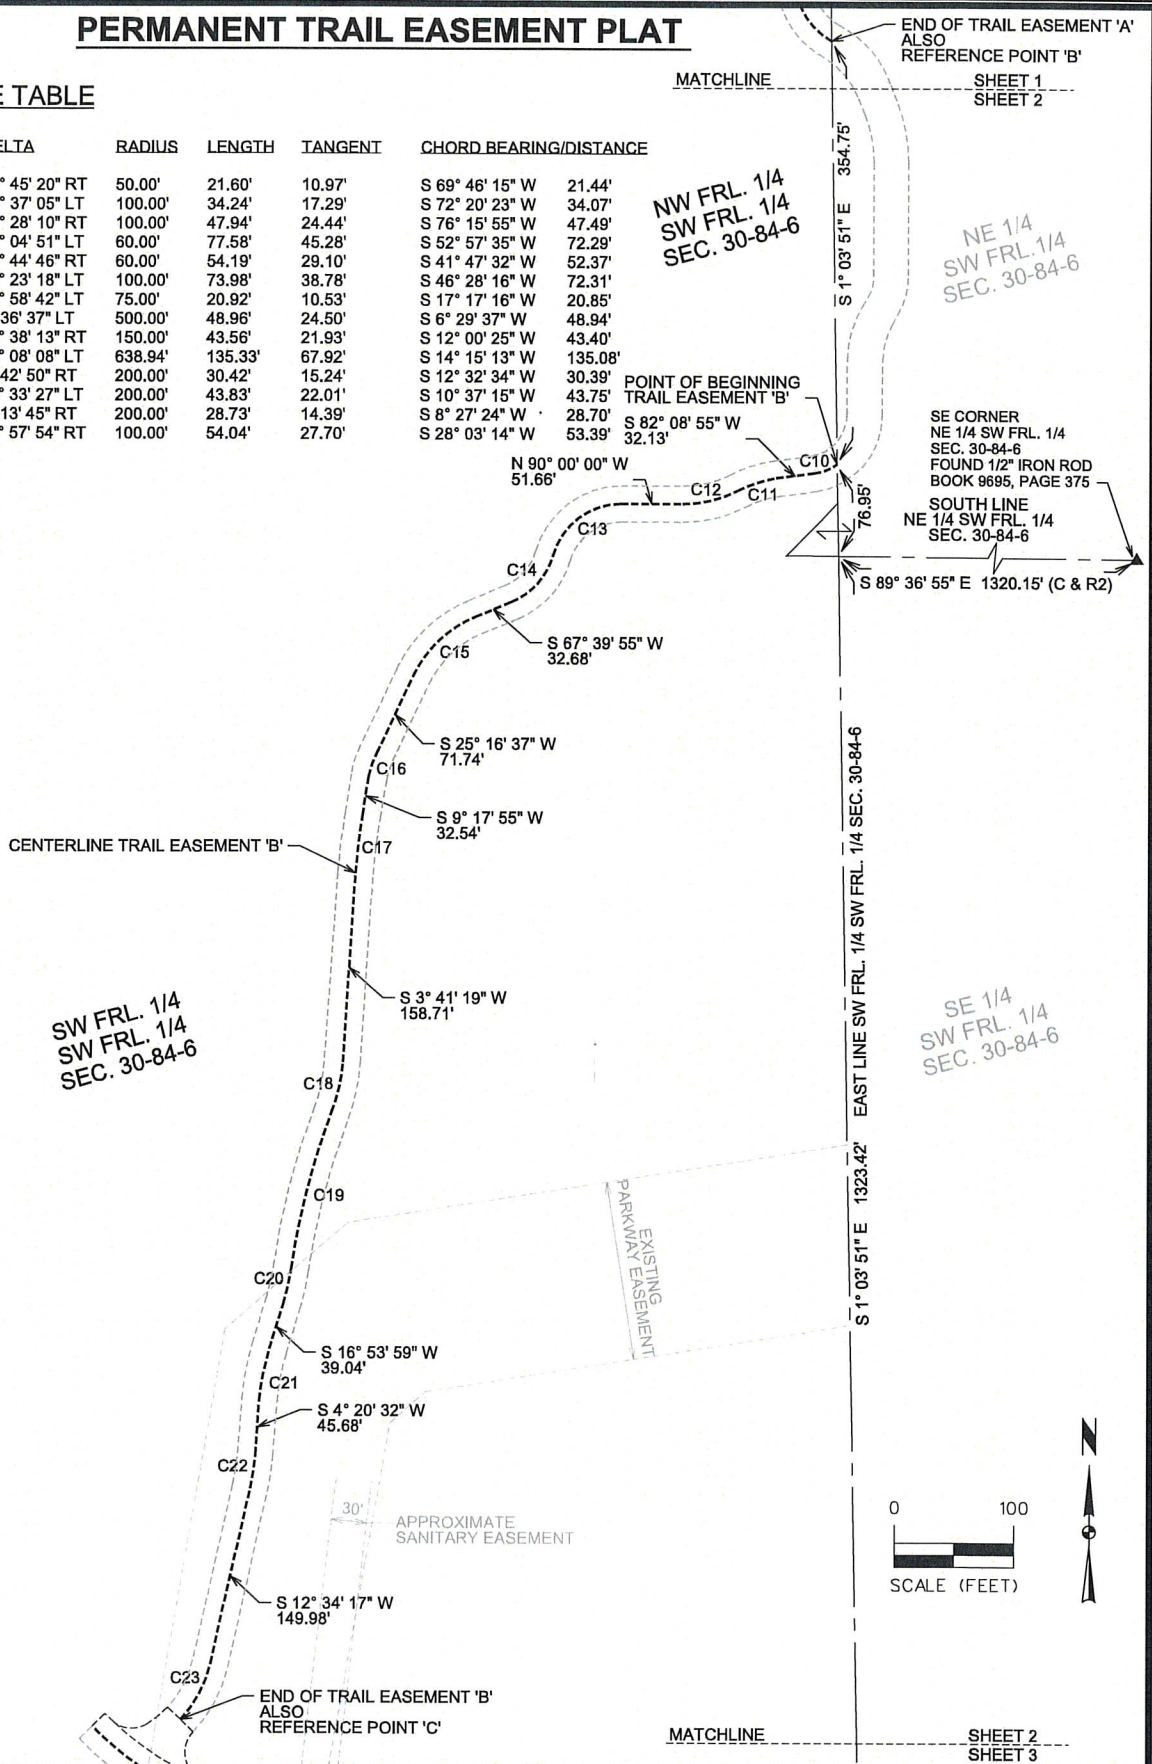 PERMANENT TRAIL EASEMENT PLAT
END OF TRAIL EASEMENT 'A'
ALSO
REFERENCE POINT 'B'
MATCHLINE
SHEET 1
SHEET 2
E TABLE
ELTA RADIUS LENGTH TANGENT CHORD BEARING/DISTANCE
° 45' 20" RT 50.00' 21.60' 10.97' S 69° 46' 15" W 21.44'
° 37' 05" LT 100.00' 34.24' 17.29' S 72° 20' 23" W 34.07'
° 28' 10" RT 100.00' 47.94' 24.44' S 76° 15' 55" W 47.49'
° 04' 51" LT 60.00' 77.58' 45.28' S 52° 57' 35" W 72.29'
° 44' 46" RT 60.00' 54.19' 29.10' S 41° 47' 32" W 52.37'
° 23' 18" LT 100.00' 73.98' 38.78' S 46° 28' 16" W 72.31'
° 58' 42" LT 75.00' 20.92' 10.53' S 17° 17' 16" W 20.85'
36' 37" LT 500.00' 48.96' 24.50' S 6° 29' 37" W 48.94'
° 38' 13" RT 150.00' 43.56' 21.93' S 12° 00' 25" W 43.40'
° 08' 08" LT 638.94' 135.33' 67.92' S 14° 15' 13" W 135.08'
42' 50" RT 200.00' 30.42' 15.24' S 12° 32' 34" W 30.39'
° 33' 27" LT 200.00' 43.83' 22.01' S 10° 37' 15" W 43.75'
13' 45" RT 200.00' 28.73' 14.39' S 8° 27' 24" W 28.70'
° 57' 54" RT 100.00' 54.04' 27.70' S 28° 03' 14" W 53.39'
NW FRL. 1/4
SW FRL. 1/4
SEC. 30-84-6
S 1° 03' 51" E 354.75'
NE 1/4
SW FRL.1/4
SEC. 30-84-6
POINT OF BEGINNING
TRAIL EASEMENT 'B'
S 82° 08' 55" W
32.13'
N 90° 00' 00" W
51.66'
C10
C11
C12
C13
C14
76.95'
SE CORNER
NE 1/4 SW FRL. 1/4
SEC. 30-84-6
FOUND 1/2" IRON ROD
BOOK 9695, PAGE 375
SOUTH LINE
NE 1/4 SW FRL. 1/4
SEC. 30-84-6
S 89° 36' 55" E 1320.15' (C & R2)
S 67° 39' 55" W
32.68'
C15
S 25° 16' 37" W
71.74'
C16
S 9° 17' 55" W
32.54'
CENTERLINE TRAIL EASEMENT 'B'
C17
S 3° 41' 19" W
158.71'
SW FRL. 1/4
SW FRL. 1/4
SEC. 30-84-6
S 1° 03' 51" E 1323.42' EAST LINE SW FRL. 1/4 SW FRL. 1/4 SEC. 30-84-6
SE 1/4
SW FRL. 1/4
SEC. 30-84-6
C18
C19
EXISTING
PARKWAY EASEMENT
C20
S 16° 53' 59" W
39.04'
C21
S 4° 20' 32" W
45.68'
C22
30'
APPROXIMATE
SANITARY EASEMENT
N
0 100
SCALE (FEET)
S 12° 34' 17" W
149.98'
C23
END OF TRAIL EASEMENT 'B'
ALSO
REFERENCE POINT 'C'
MATCHLINE
SHEET 2
SHEET 3